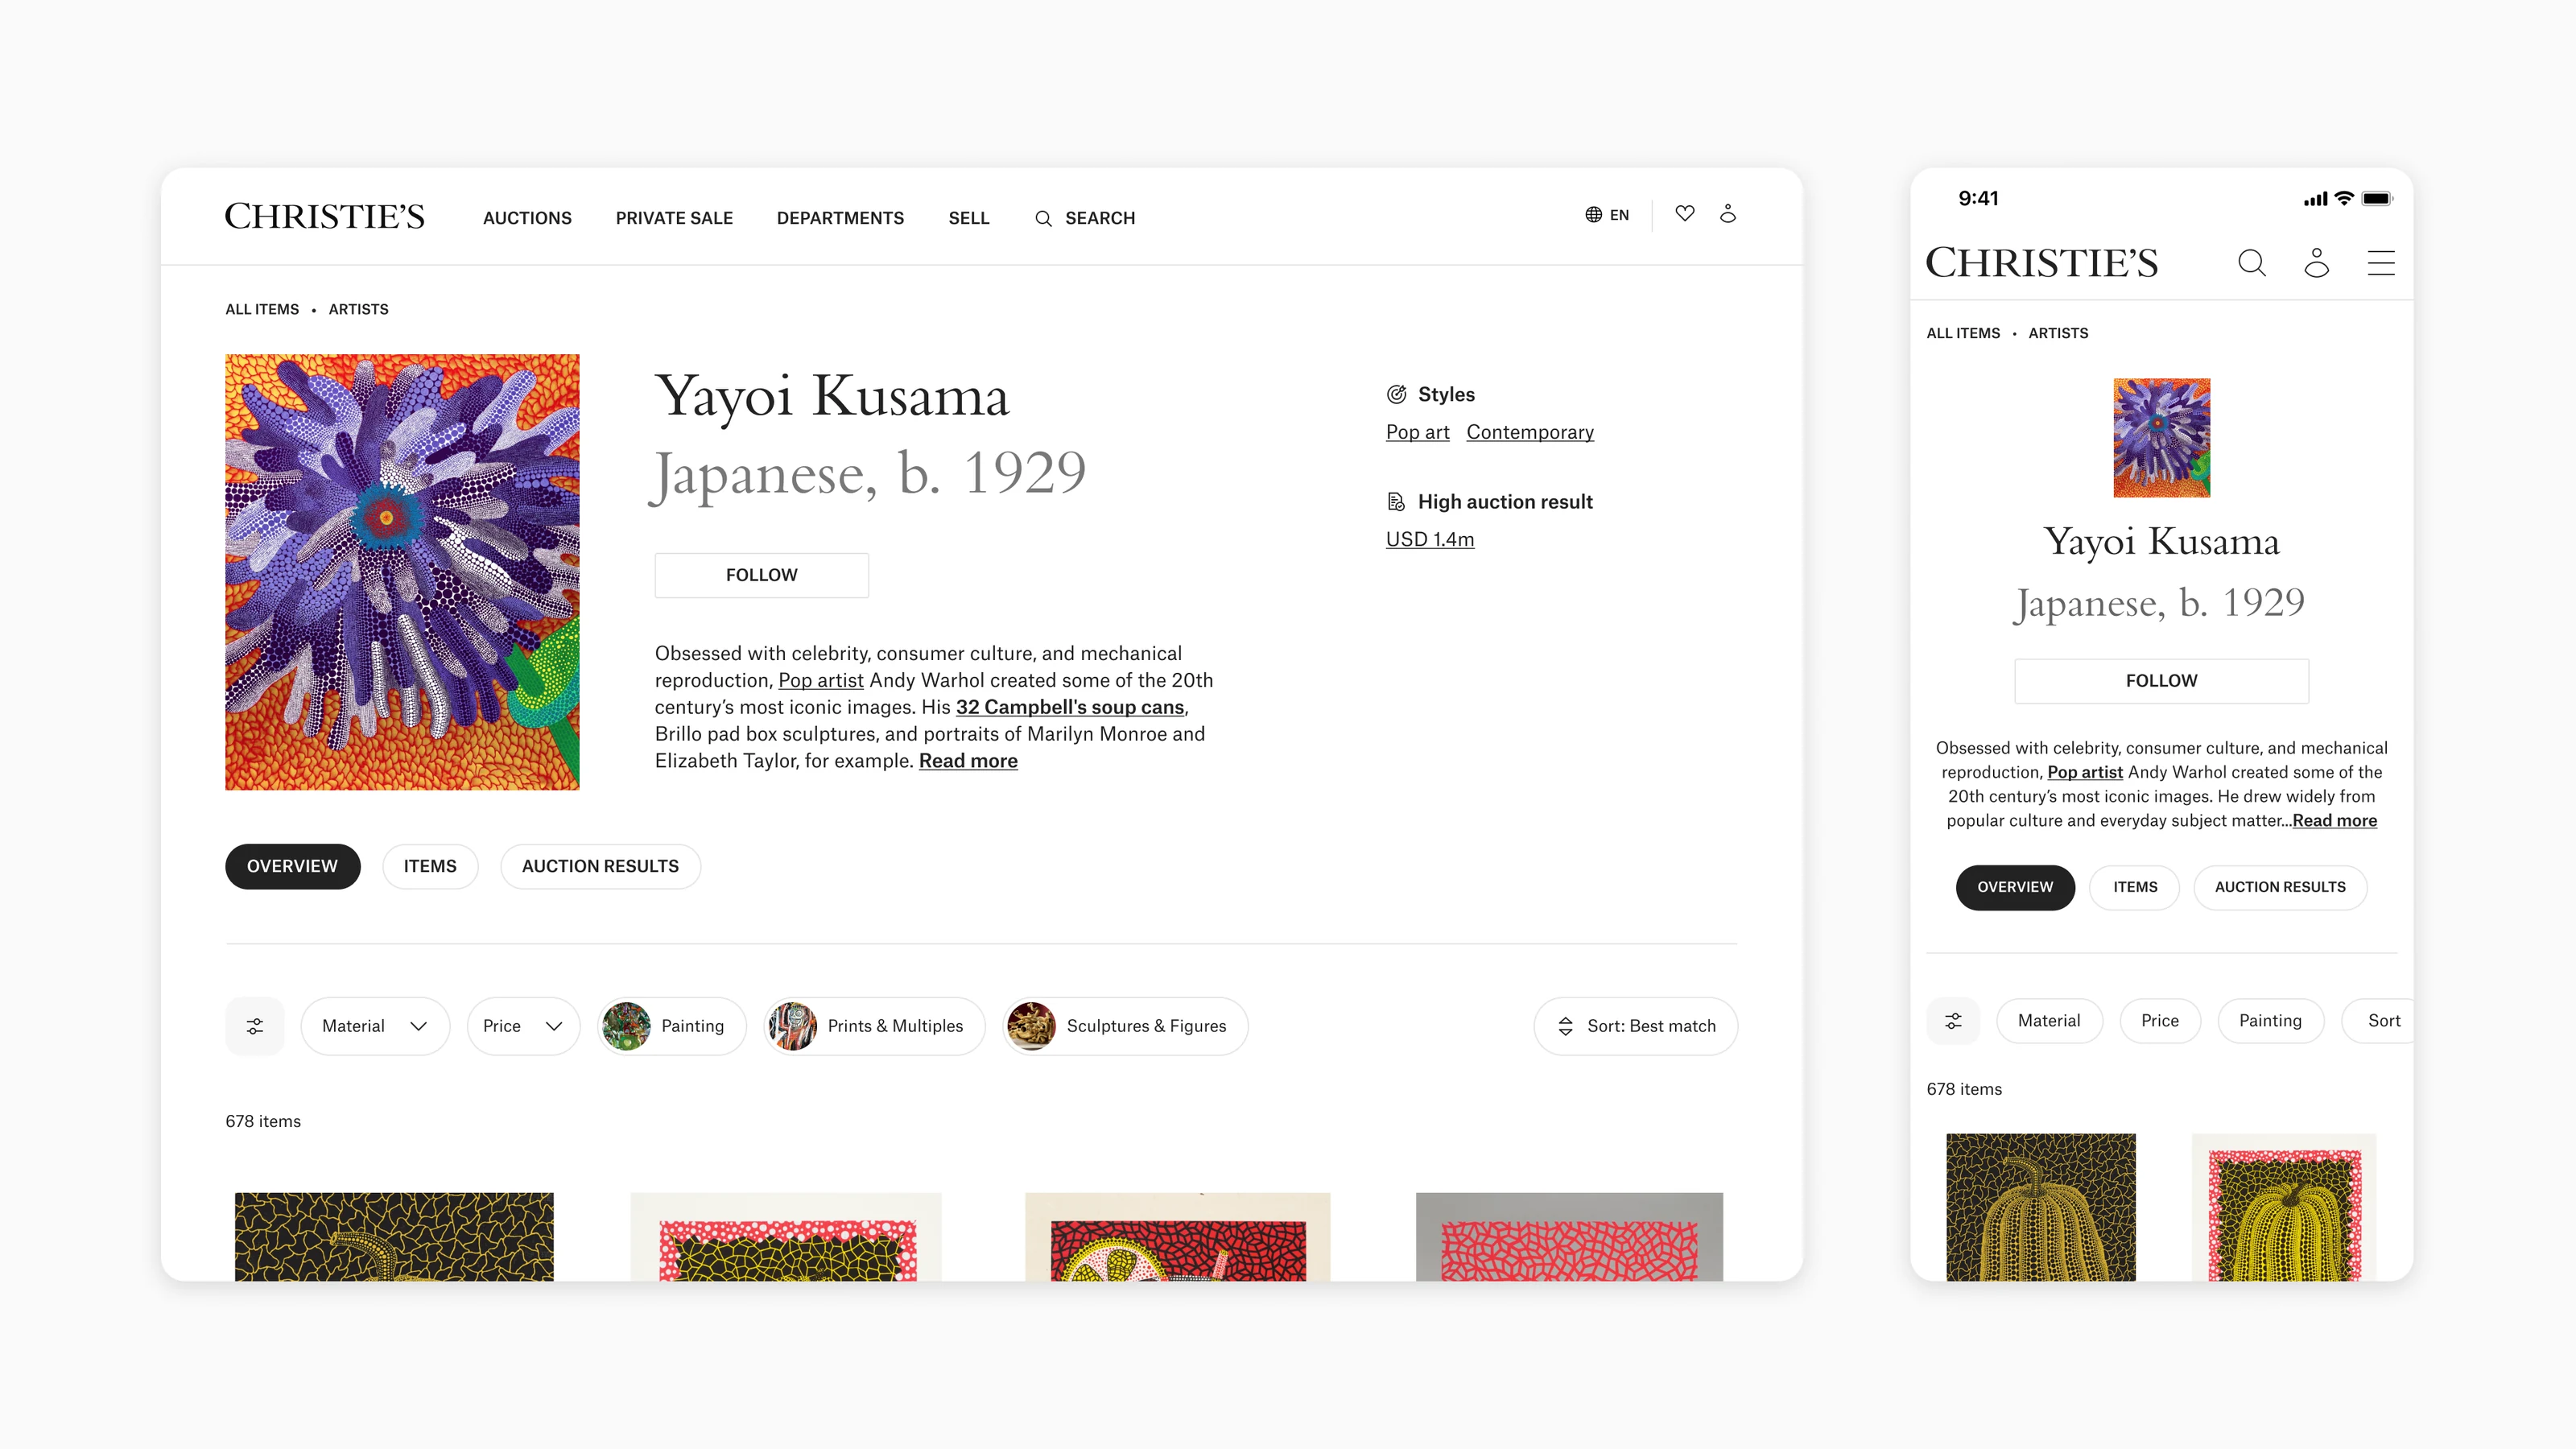 CHRISTIE'S AUCTIONS PRIVATE SALE DEPARTMENTS SELL SEARCH EN
ALL ITEMS • ARTISTS
Yayoi Kusama
Japanese, b. 1929
FOLLOW
Obsessed with celebrity, consumer culture, and mechanical
reproduction, Pop artist Andy Warhol created some of the 20th
century’s most iconic images. His 32 Campbell's soup cans,
Brillo pad box sculptures, and portraits of Marilyn Monroe and
Elizabeth Taylor, for example. Read more
Styles
Pop art Contemporary
High auction result
USD 1.4m
OVERVIEW ITEMS AUCTION RESULTS
Material Price Painting Prints & Multiples Sculptures & Figures Sort: Best match
678 items
9:41
CHRISTIE'S
ALL ITEMS • ARTISTS
Yayoi Kusama
Japanese, b. 1929
FOLLOW
Obsessed with celebrity, consumer culture, and mechanical
reproduction, Pop artist Andy Warhol created some of the
20th century’s most iconic images. He drew widely from
popular culture and everyday subject matter...Read more
OVERVIEW ITEMS AUCTION RESULTS
Material Price Painting Sort
678 items